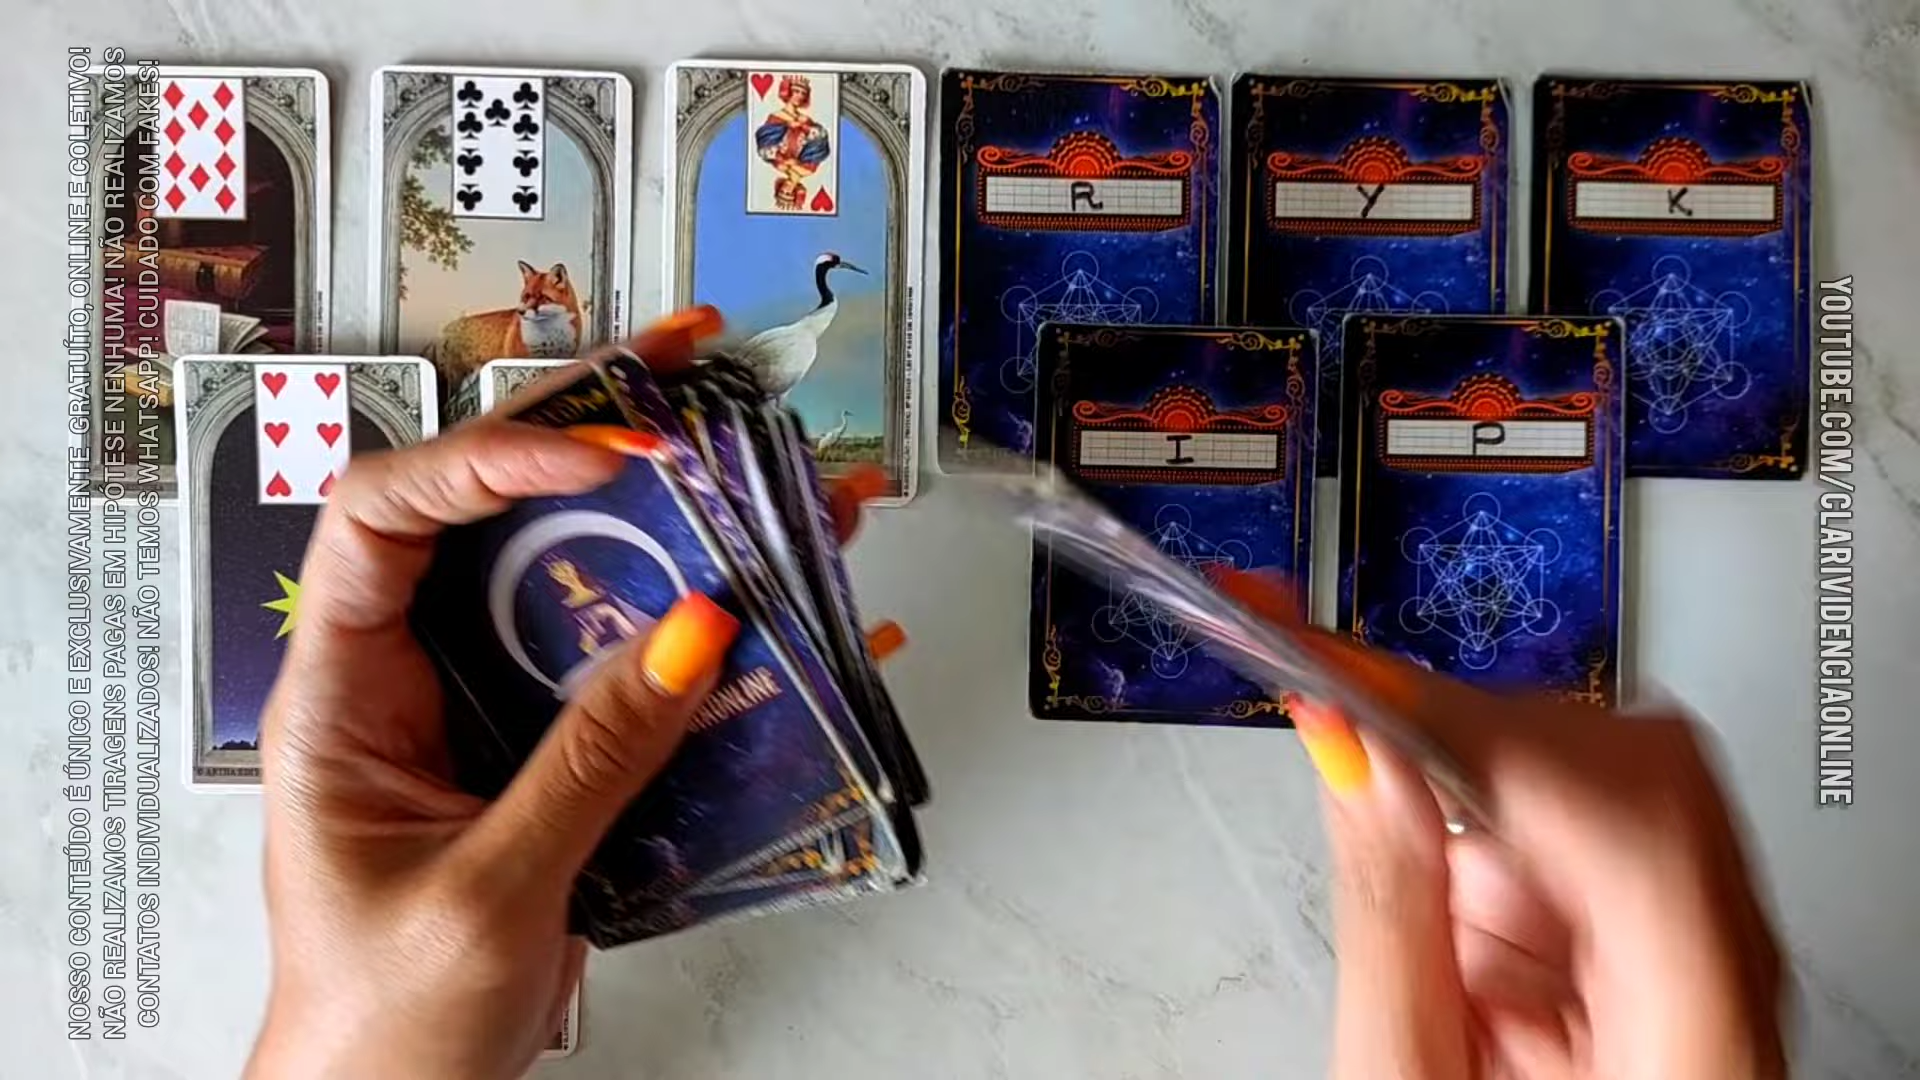 NOSSO CONTEÚDO É ÚNICO E EXCLUSIVAMENTE GRATUÍTO, ONLINE E COLETIVO!
NÃO REALIZAMOS TIRAGENS PAGAS EM HIPÓTESE NENHUMA! NÃO REALIZAMOS
CONTATOS INDIVIDUALIZADOS! NÃO TEMOS WHATSAPP! CUIDADO COM FAKES!
R
Y
K
I
P
YOUTUBE.COM/CLARIVIDENCIAONLINE